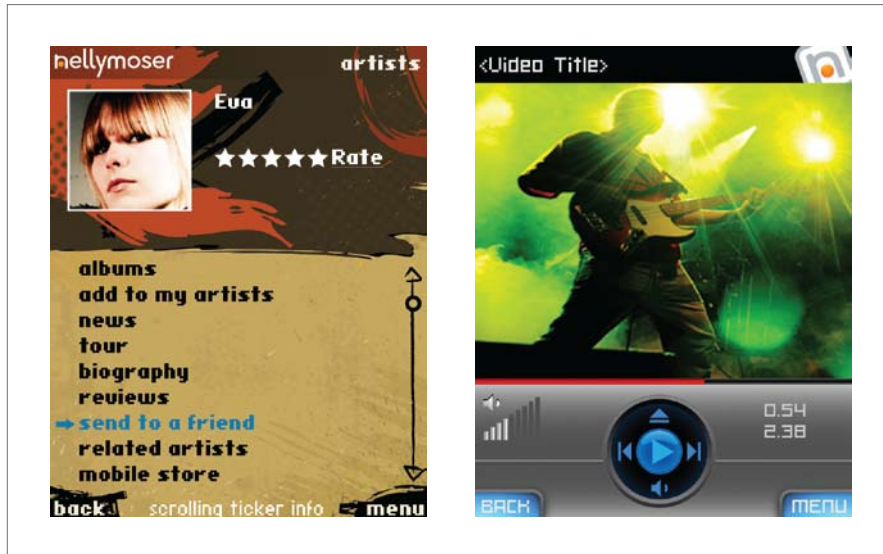 nellymoser
artists
Eva
Rate
albums
add to my artists
news
tour
biography
reviews
send to a friend
related artists
mobile store
back
scrolling ticker info
menu
<Video Title>
n
0.54
2.38
BACK
MENU